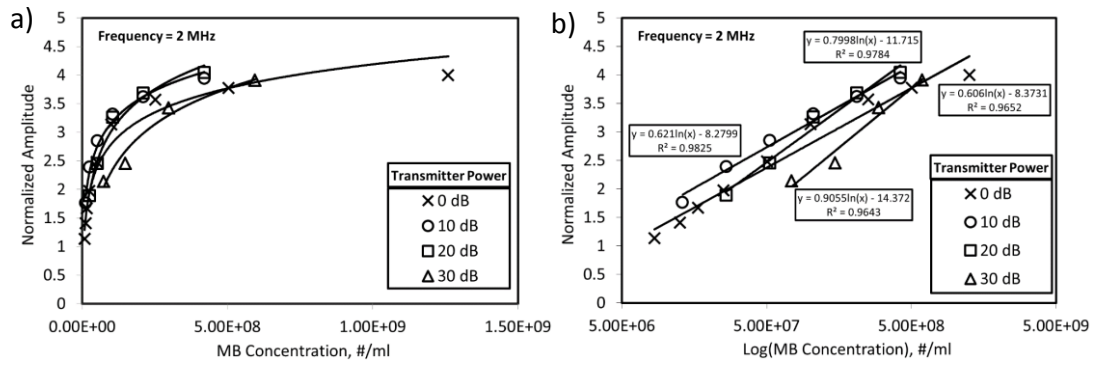 a)
Frequency = 2 MHz
Normalized Amplitude
5
4.5
4
3.5
3
2.5
2
1.5
1
0.5
0
0.00E+00
5.00E+08
1.00E+09
1.50E+09
MB Concentration, #/ml
Transmitter Power
0 dB
10 dB
20 dB
30 dB
b)
Frequency = 2 MHz
Normalized Amplitude
5
4.5
4
3.5
3
2.5
2
1.5
1
0.5
0
y = 0.7998ln(x) - 11.715
R² = 0.9784
y = 0.606ln(x) - 8.3731
R² = 0.9652
y = 0.621ln(x) - 8.2799
R² = 0.9825
y = 0.9055ln(x) - 14.372
R² = 0.9643
Transmitter Power
0 dB
10 dB
20 dB
30 dB
5.00E+06
5.00E+07
5.00E+08
5.00E+09
Log(MB Concentration), #/ml